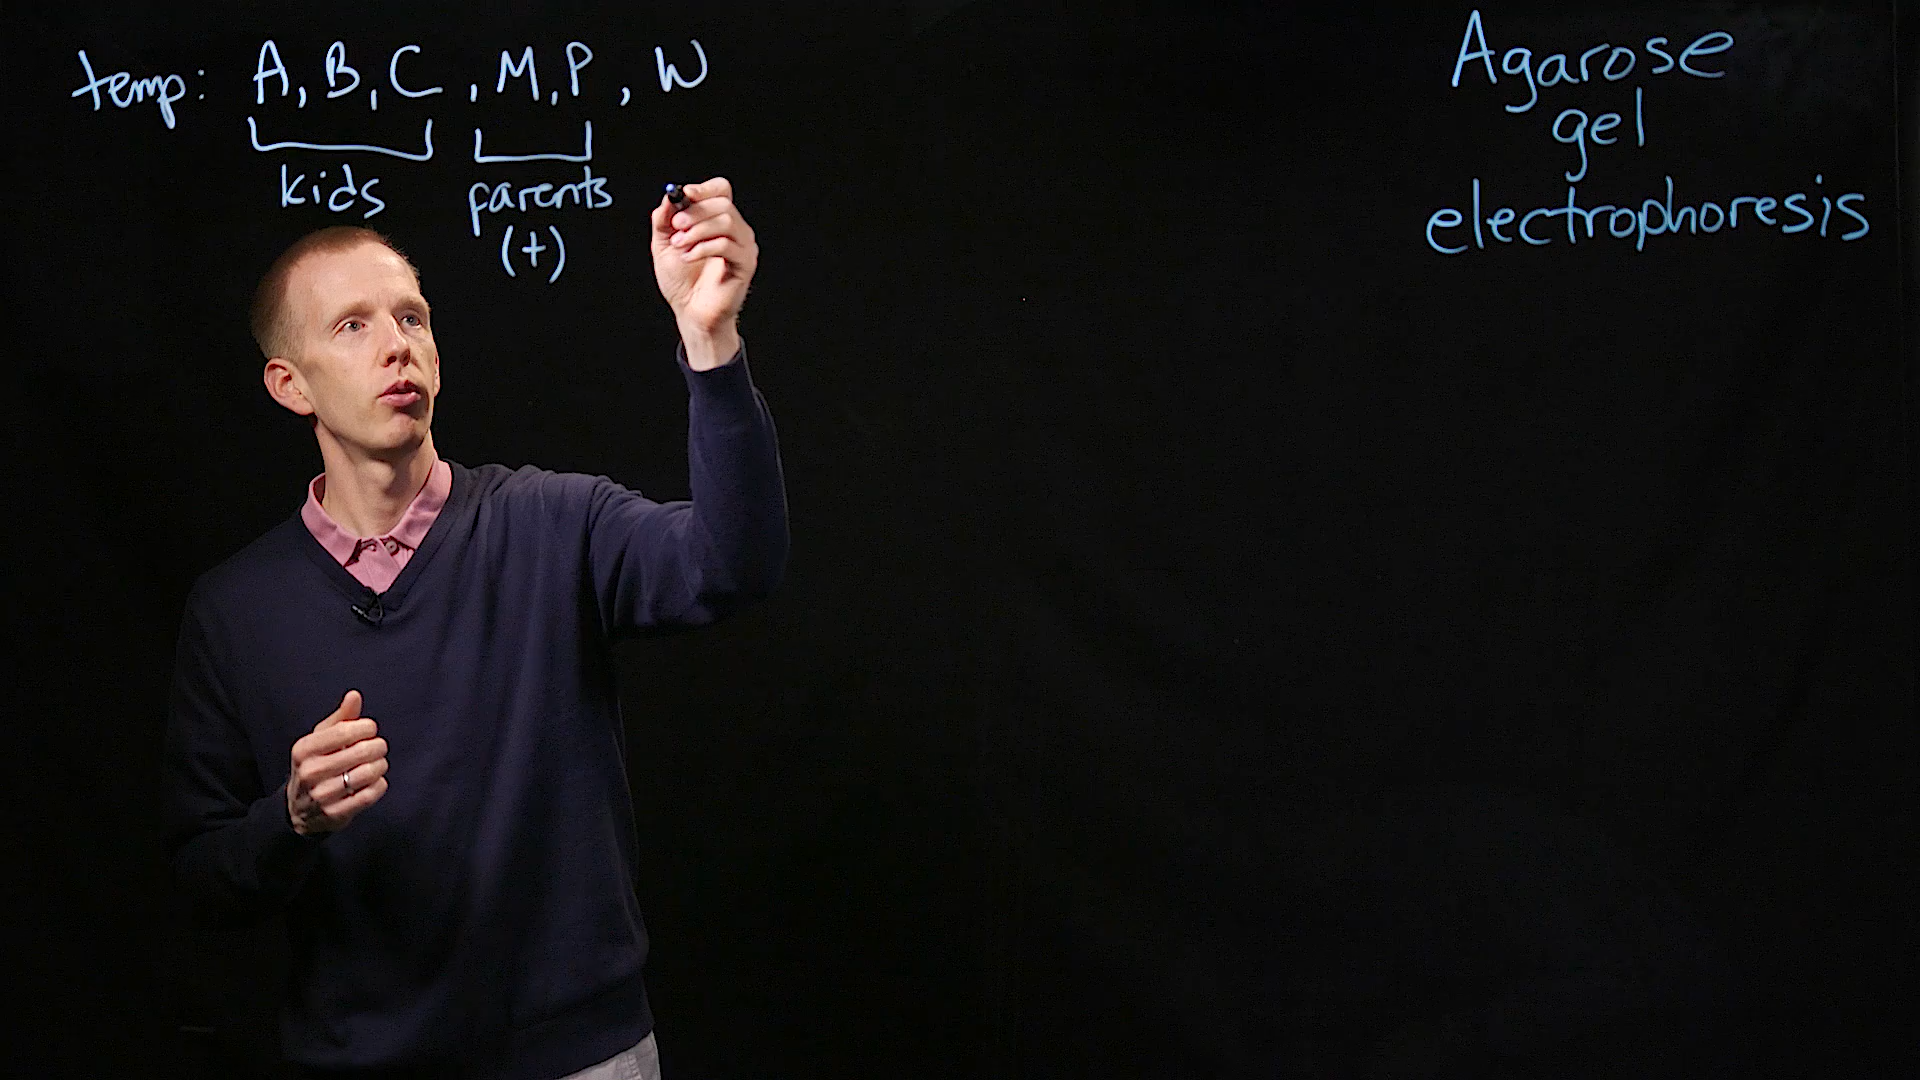 temp: A, B, C, M, P, W
kids
parents
(+)
Agarose
gel
electrophoresis